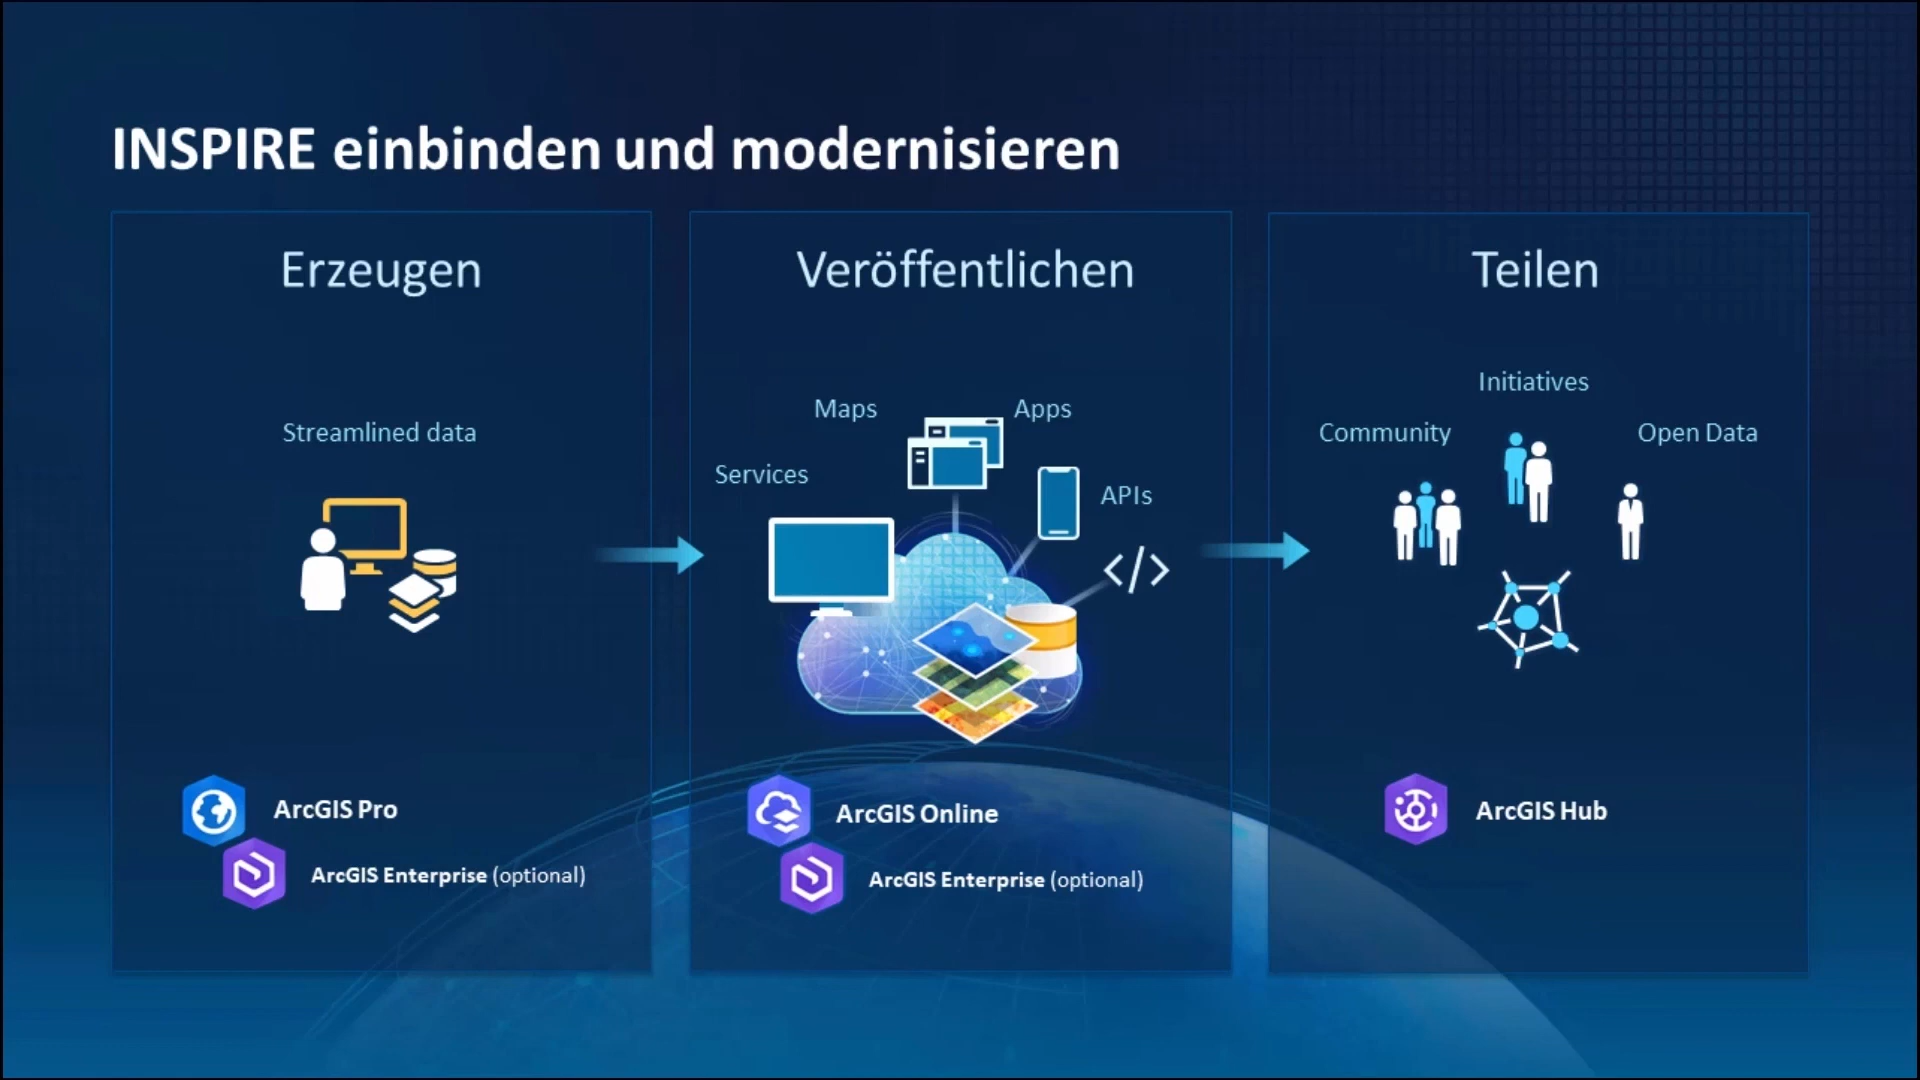 INSPIRE einbinden und modernisieren
Erzeugen
Streamlined data
ArcGIS Pro
ArcGIS Enterprise (optional)
Veröffentlichen
Maps
Apps
Services
APIs
</>
ArcGIS Online
ArcGIS Enterprise (optional)
Teilen
Initiatives
Community
Open Data
ArcGIS Hub